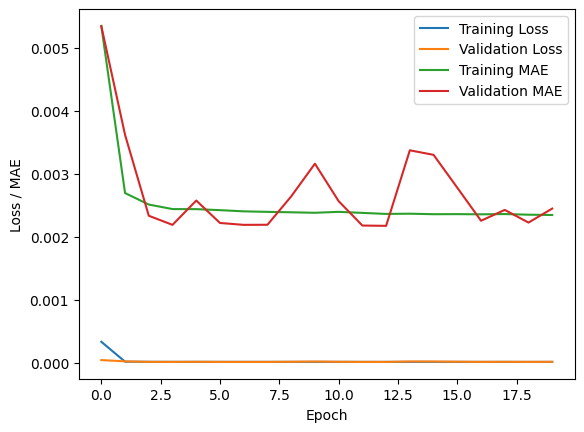 Training Loss
Validation Loss
Training MAE
Validation MAE
Loss / MAE
0.005
0.004
0.003
0.002
0.001
0.000
0.0 2.5 5.0 7.5 10.0 12.5 15.0 17.5
Epoch